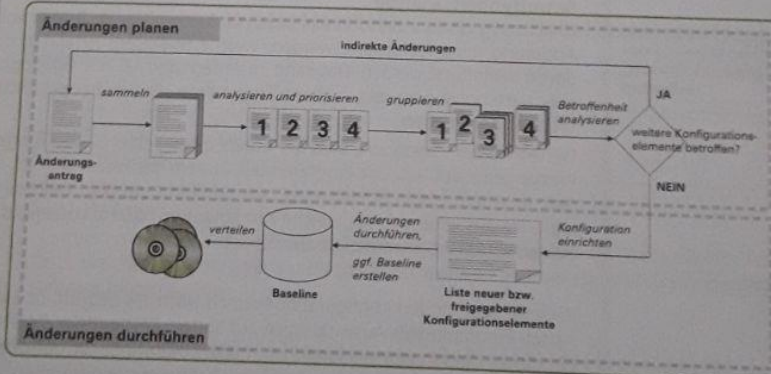 Änderungen planen
indirekte Änderungen
sammeln
analysieren und priorisieren
gruppieren
Betroffenheit
analysieren
JA
1 2 3 4
1 2 3 4
weitere Konfigurations-
elemente betroffen?
Änderungs-
antrag
NEIN
verteilen
Änderungen
durchführen,
ggf. Baseline
erstellen
Konfiguration
einrichten
Baseline
Liste neuer bzw.
freigegebener
Konfigurationselemente
Änderungen durchführen